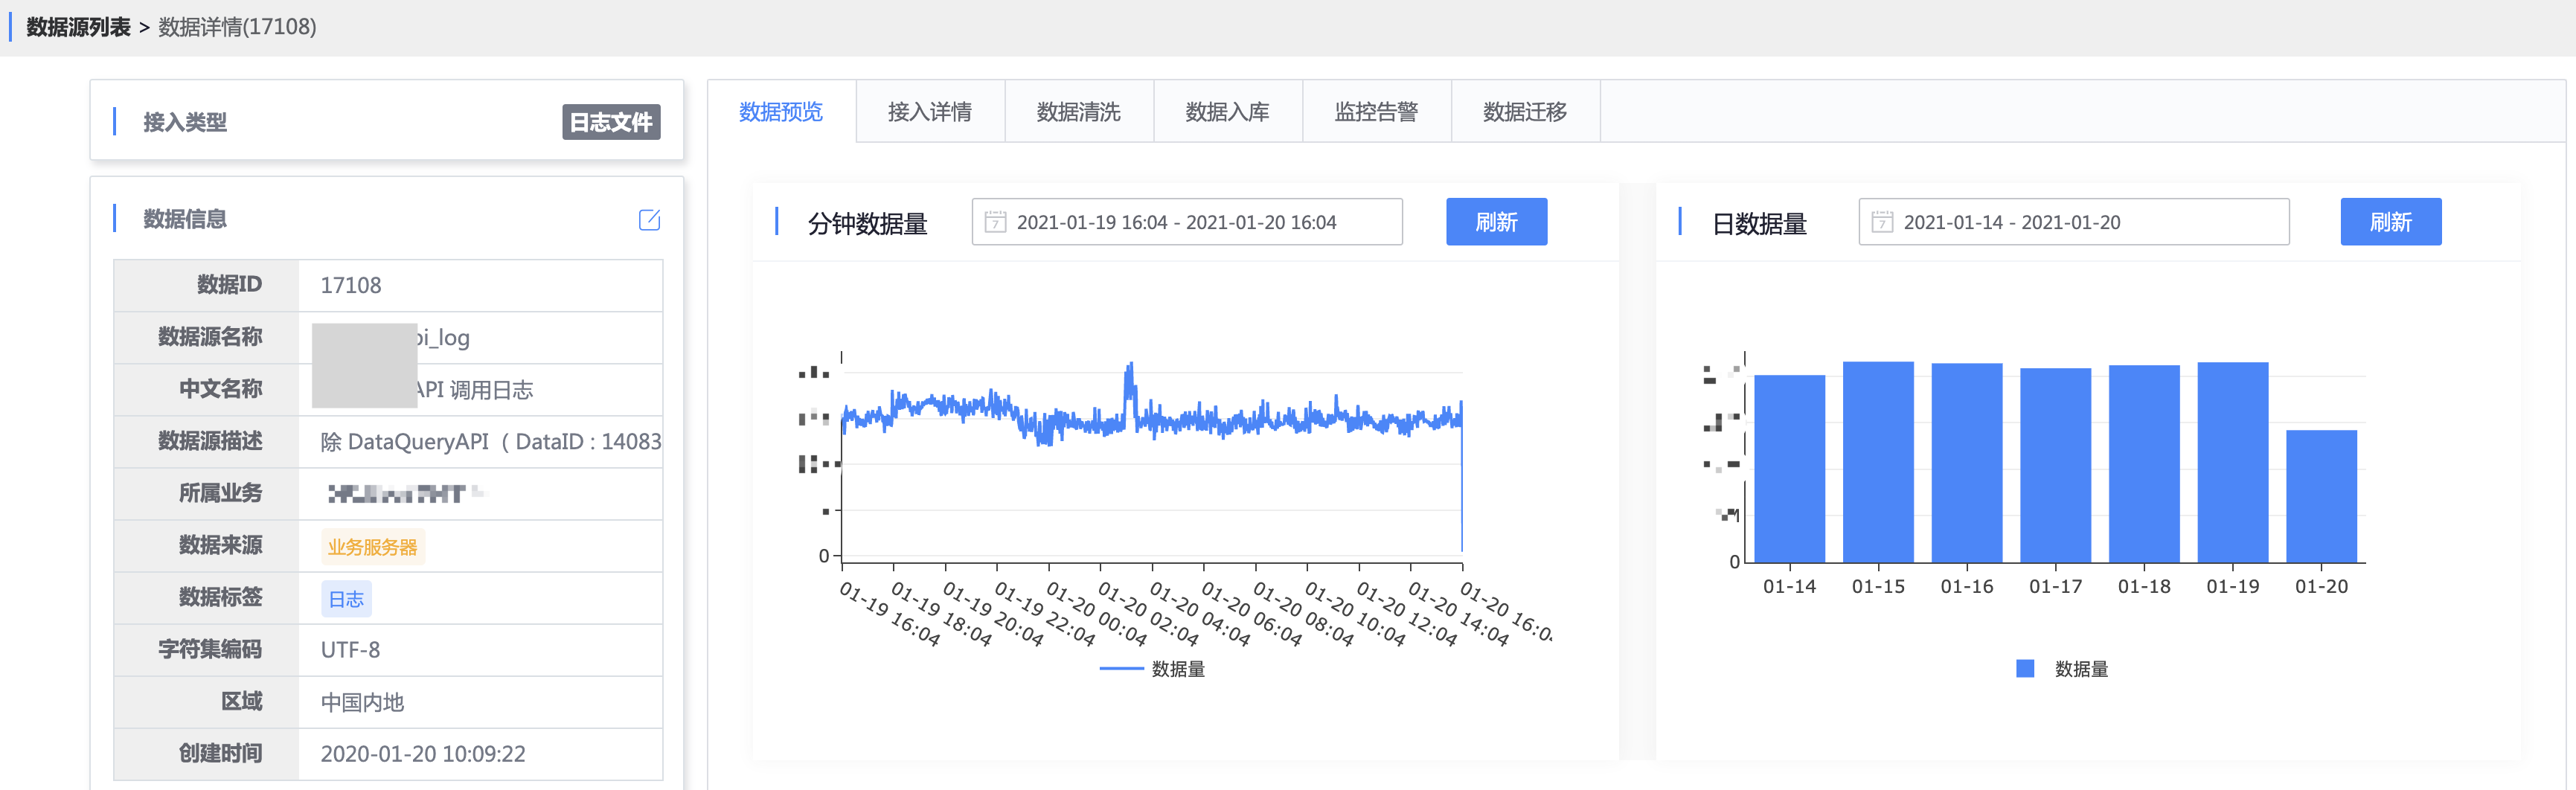 数据源列表 > 数据详情(17108)
接入类型
日志文件
数据信息
数据ID 17108
数据源名称 pi_log
中文名称 API 调用日志
数据源描述 除 DataQueryAPI（ DataID : 14083
所属业务
数据来源 业务服务器
数据标签 日志
字符集编码 UTF-8
区域 中国内地
创建时间 2020-01-20 10:09:22
数据预览 接入详情 数据清洗 数据入库 监控告警 数据迁移
分钟数据量 2021-01-19 16:04 - 2021-01-20 16:04 刷新
0
01-19 16:04
01-19 18:04
01-19 20:04
01-19 22:04
01-20 00:04
01-20 02:04
01-20 04:04
01-20 06:04
01-20 08:04
01-20 10:04
01-20 12:04
01-20 14:04
01-20 16:04
数据量
日数据量 2021-01-14 - 2021-01-20 刷新
0
01-14 01-15 01-16 01-17 01-18 01-19 01-20
数据量